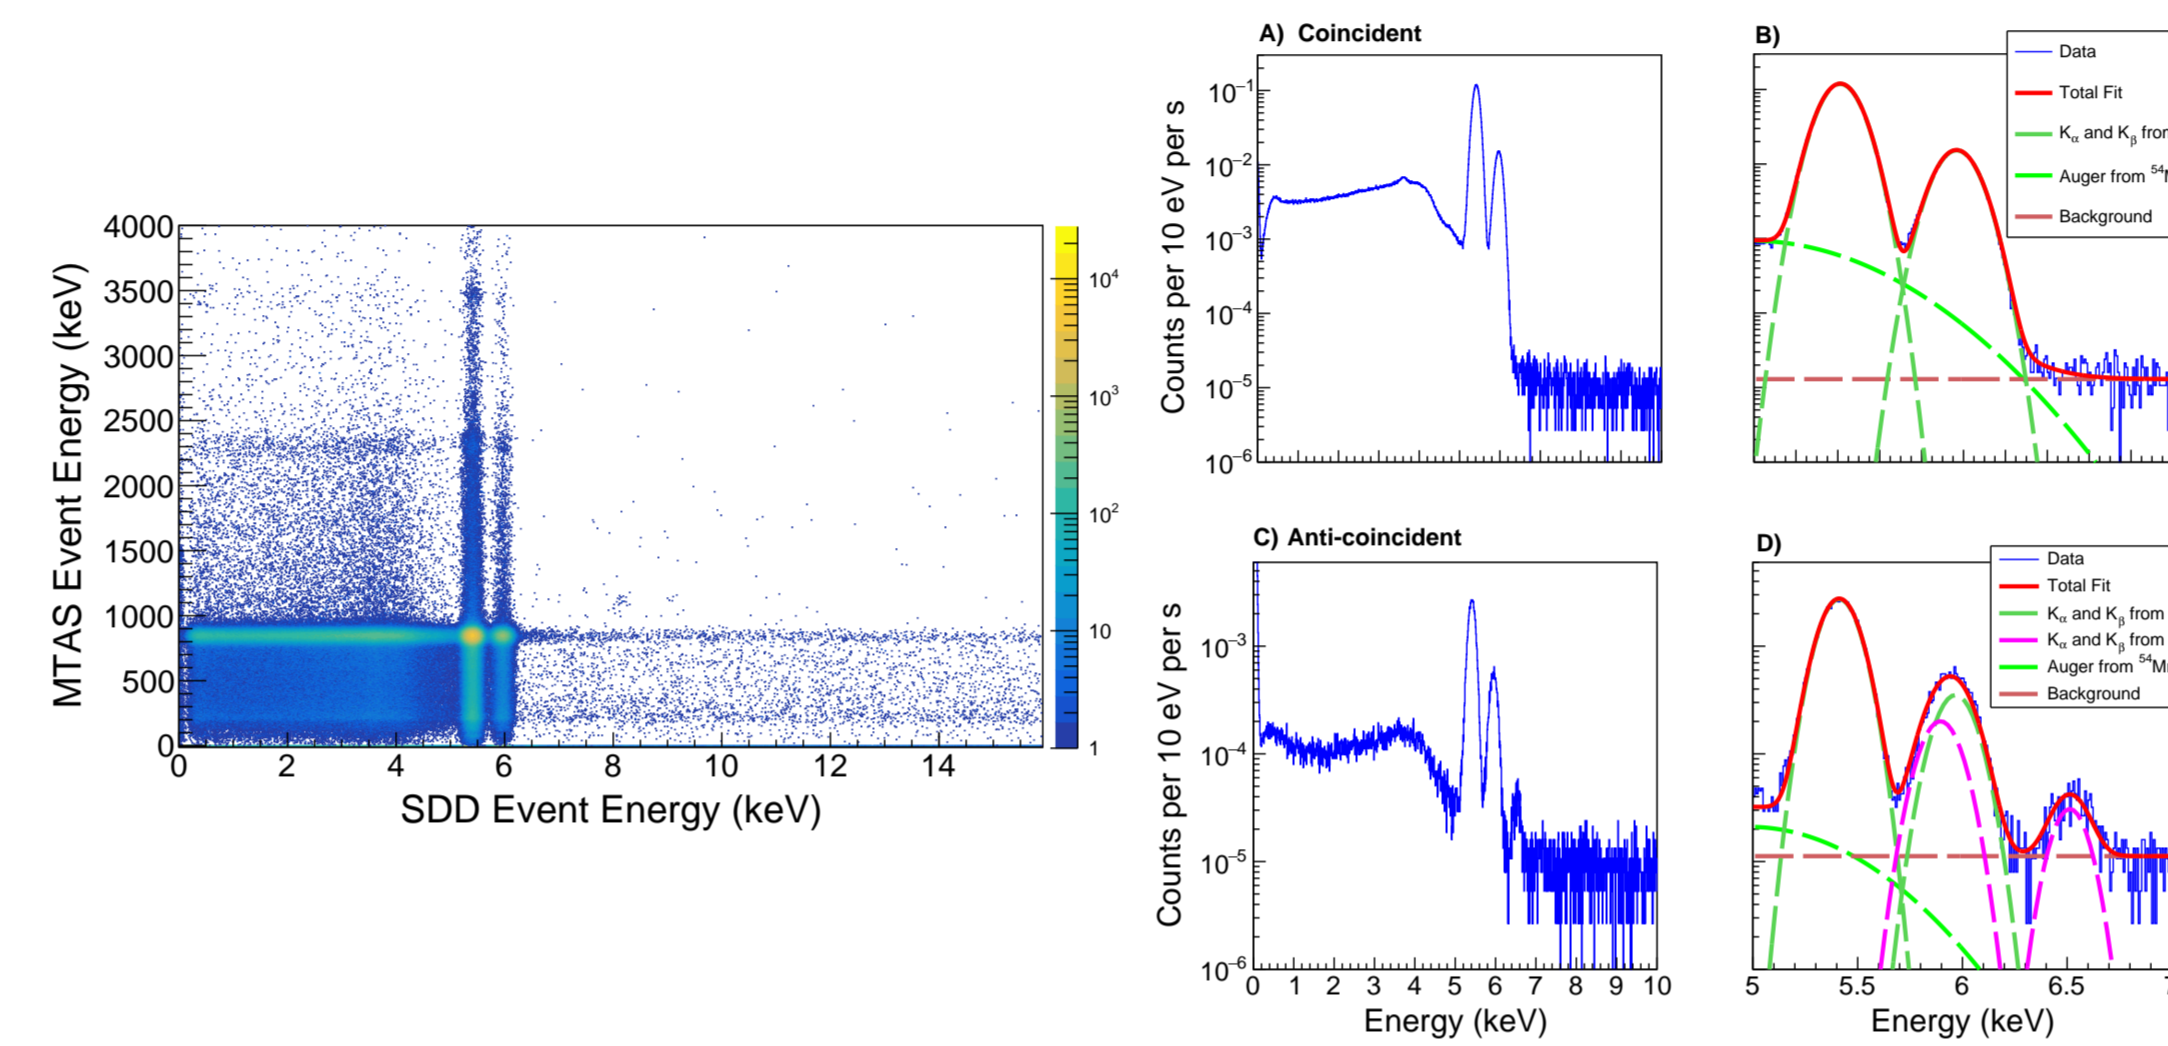 4000
3500
3000
2500
2000
1500
1000
500
0
MTAS Event Energy (keV)
0 2 4 6 8 10 12 14
SDD Event Energy (keV)
10⁴
10³
10²
10
1
A) Coincident
Counts per 10 eV per s
10⁻¹
10⁻²
10⁻³
10⁻⁴
10⁻⁵
10⁻⁶
B)
Data
Total Fit
Kα and Kβ from
Auger from ⁵⁴M
Background
C) Anti-coincident
Counts per 10 eV per s
10⁻³
10⁻⁴
10⁻⁵
10⁻⁶
0 1 2 3 4 5 6 7 8 9 10
Energy (keV)
D)
Data
Total Fit
Kα and Kβ from
Kα and Kβ from
Auger from ⁵⁴M
Background
5 5.5 6 6.5
Energy (keV)